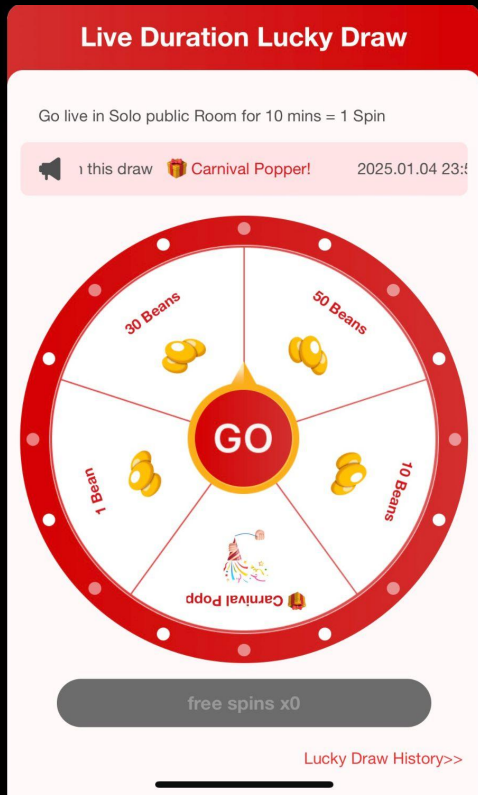 Live Duration Lucky Draw
Go live in Solo public Room for 10 mins = 1 Spin
this draw 🎁 Carnival Popper! 2025.01.04 23:
30 Beans
50 Beans
1 Bean
GO
10 Beans
🎁 Carnival Popp
free spins x0
Lucky Draw History>>